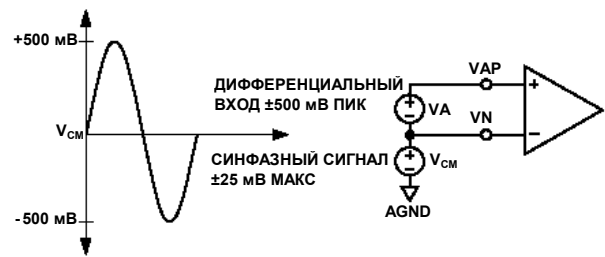 +500 мВ
VCM
-500 мВ
ДИФФЕРЕНЦИАЛЬНЫЙ
ВХОД ±500 мВ ПИК
СИНФАЗНЫЙ СИГНАЛ
±25 мВ МАКС
VAP
+
+
VA
−
VN
−
+
VCM
−
AGND